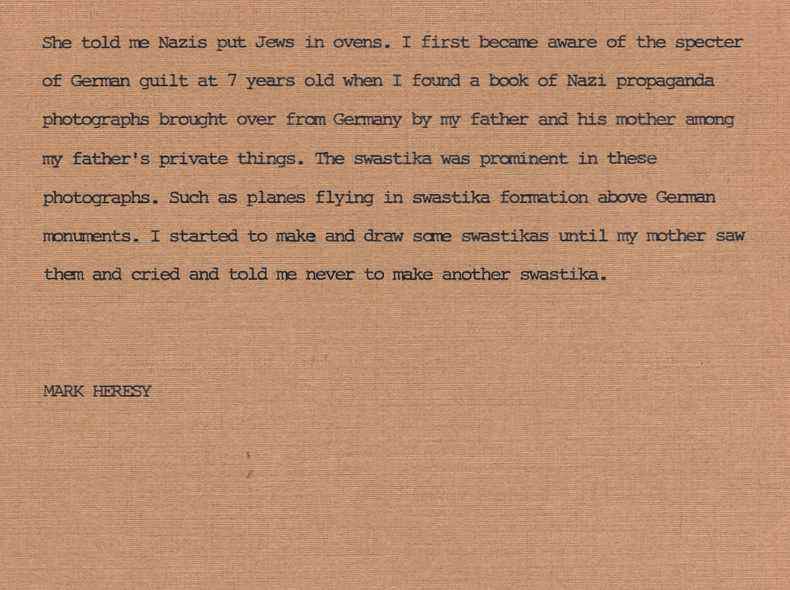 She told me Nazis put Jews in ovens. I first became aware of the specter
of German guilt at 7 years old when I found a book of Nazi propaganda
photographs brought over from Germany by my father and his mother among
my father's private things. The swastika was prominent in these
photographs. Such as planes flying in swastika formation above German
monuments. I started to make and draw some swastikas until my mother saw
them and cried and told me never to make another swastika.
MARK HERESY